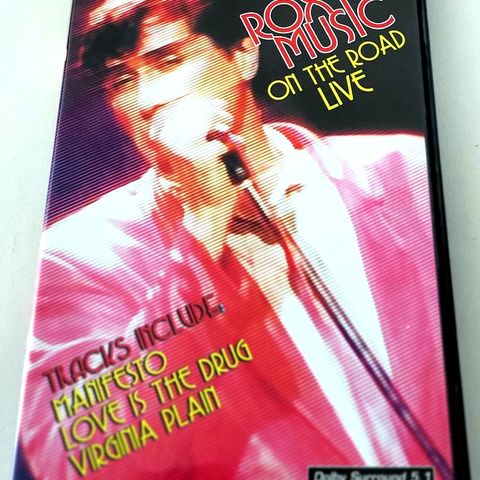 ROXY
MUSIC
ON THE ROAD
LIVE
TRACKS INCLUDE:
MANIFESTO
LOVE IS THE DRUG
VIRGINIA PLAIN
Dolby Surround 5.1